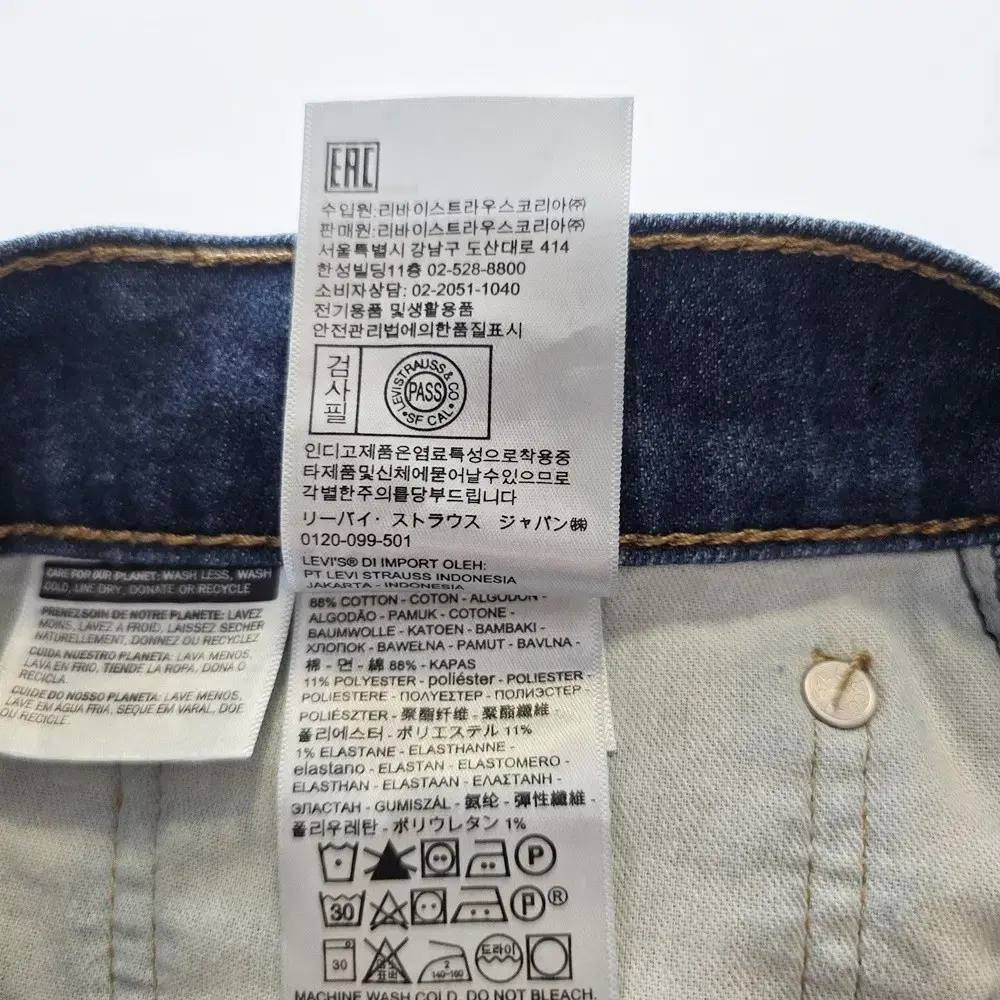 EAC
수입원:리바이스트라우스코리아㈜
판매원:리바이스트라우스코리아㈜
서울특별시 강남구 도산대로 414
한성빌딩11층 02-528-8800
소비자상담: 02-2051-1040
전기용품 및생활용품
안전관리법에의한품질표시
검사필
LEVI STRAUSS & CO
PASS
SF CAL
인디고제품은염료특성으로착용중
타제품및신체에묻어날수있으므로
각별한주의를당부드립니다
リーバイ・ストラウス ジャパン㈱
0120-099-501
LEVI'S® DI IMPORT OLEH:
PT LEVI STRAUSS INDONESIA
JAKARTA - INDONESIA
CARE FOR OUR PLANET: WASH LESS, WASH
COLD, LINE DRY, DONATE OR RECYCLE
PRENEZ SOIN DE NOTRE PLANETE: LAVEZ
MOINS, LAVEZ A FROID, LAISSEZ SECHER
NATURELLEMENT, DONNEZ OU RECYCLEZ
CUIDA NUESTRO PLANETA: LAVA MENOS,
LAVA EN FRIO, TIENDE LA ROPA, DONA O
RECICLA
CUIDE DO NOSSO PLANETA: LAVE MENOS,
LAVE EM AGUA FRIA, SEQUE EM VARAL, DOE
OU RECICLE
88% COTTON - COTON - ALGODÓN -
ALGODÃO - PAMUK - COTONE -
BAUMWOLLE - KATOEN - BAMBAKI -
ХЛОПОК - BAWEŁNA - PAMUT - BAVLNA -
棉 - 면 - 綿 88% - KAPAS
11% POLYESTER - poliéster - POLIESTER -
POLIESTERE - ΠΟΛΥΕΣΤΕΡ - ПОЛИЭСТЕР
POLIÉSZTER - 聚酯纤维 - 聚酯纖維 -
폴리에스터 - ポリエステル 11%
1% ELASTANE - ELASTHANNE -
elastano - ELASTAN - ELASTOMERO -
ELASTHAN - ELASTAAN - ΕΛΑΣΤΑΝΗ -
ЭЛАСТАН - GUMISZÁL - 氨纶 - 彈性纖維 -
폴리우레탄 - ポリウレタン 1%
P
30 P®
30 표백 2 140-160 드라이
MACHINE WASH COLD. DO NOT BLEACH.